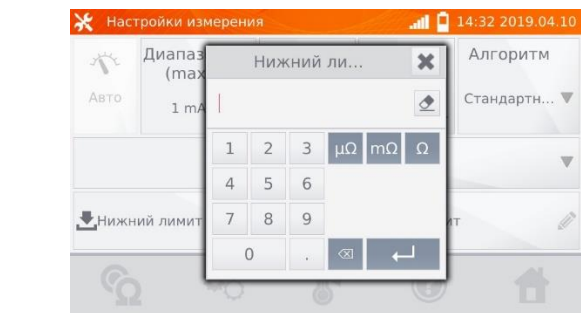 Настройки измерения
14:32 2019.04.10
Диапаз
(max
1 mA
Авто
Алгоритм
Стандартн...
Нижний ли...
1 2 3 µΩ mΩ Ω
4 5 6
7 8 9
0 .
Нижний лимит
ит